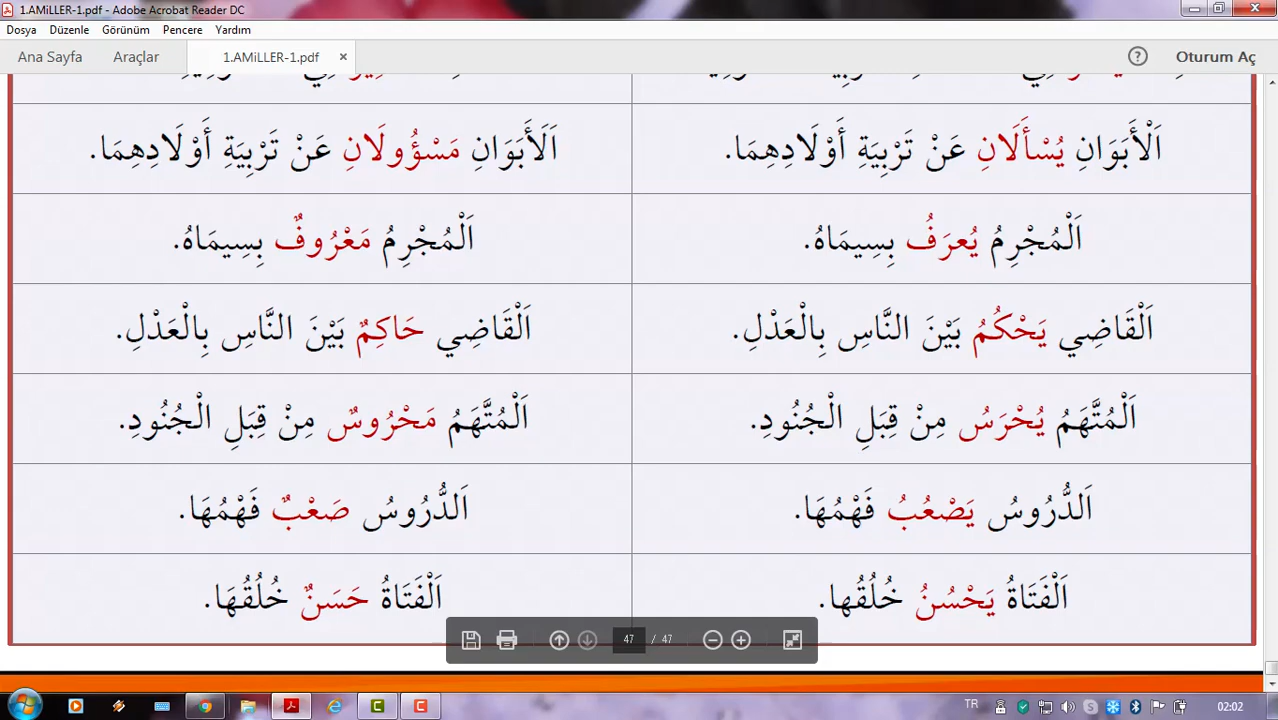 1.AMiLLER-1.pdf - Adobe Acrobat Reader DC
Dosya Düzenle Görünüm Pencere Yardım
Ana Sayfa Araçlar 1.AMiLLER-1.pdf × ? Oturum Aç
اَلْأَبَوَانِ يُسْأَلَانِ عَنْ تَرْبِيَةِ أَوْلَادِهِمَا.
اَلَأَبَوَانِ مَسْؤُولَانِ عَنْ تَرْبِيَةِ أَوْلَادِهِمَا.
اَلْمُجْرِمُ يُعرَفُ بِسِيمَاهُ.
اَلْمُجْرِمُ مَعْرُوفٌ بِسِيمَاهُ.
اَلْقَاضِي يَحْكُمُ بَيْنَ النَّاسِ بِالْعَدْلِ.
اَلْقَاضِي حَاكِمٌ بَيْنَ النَّاسِ بِالْعَدْلِ.
اَلْمُتَّهَمُ يُحْرَسُ مِنْ قِبَلِ الْجُنُودِ.
اَلْمُتَّهَمُ مَحْرُوسٌ مِنْ قِبَلِ الْجُنُودِ.
اَلدُّرُوسُ يَصْعُبُ فَهْمُهَا.
اَلدُّرُوسُ صَعْبٌ فَهْمُهَا.
اَلْفَتَاةُ يَحْسُنُ خُلُقُها.
اَلْفَتَاةُ حَسَنٌ خُلُقُهَا.
47 / 47
TR 02:02